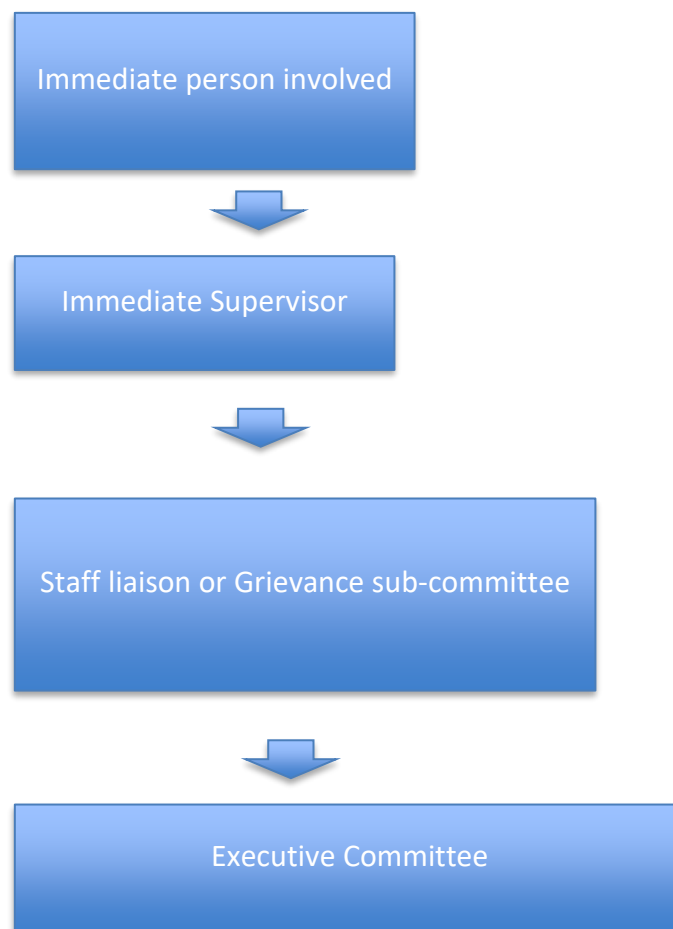 Immediate person involved
Immediate Supervisor
Staff liaison or Grievance sub-committee
Executive Committee